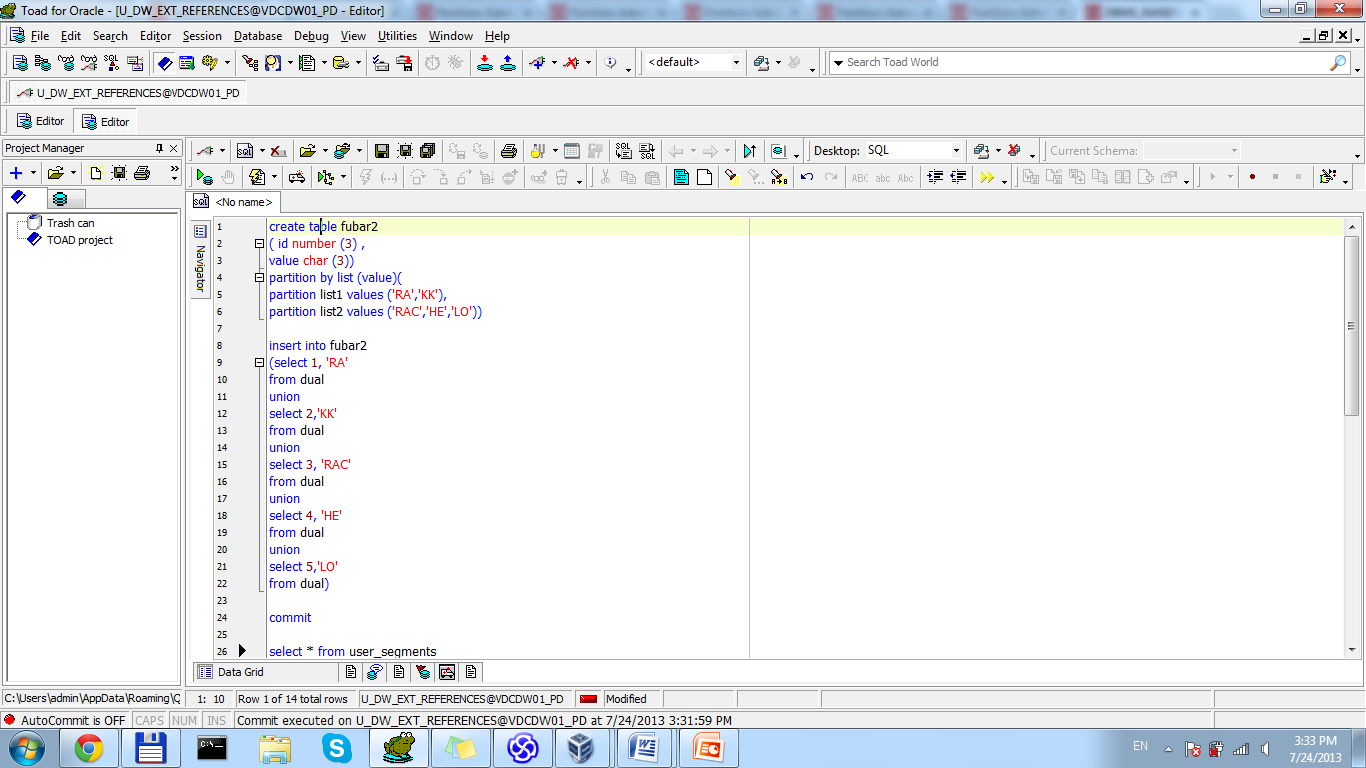 Toad for Oracle - [U_DW_EXT_REFERENCES@VDCDW01_PD - Editor]
File Edit Search Editor Session Database Debug View Utilities Window Help
<default>
Search Toad World
U_DW_EXT_REFERENCES@VDCDW01_PD
Editor Editor
Project Manager
Desktop: SQL
Current Schema:
SQL <No name>
Trash can
TOAD project
Navigator
1 create table fubar2
2 ( id number (3) ,
3 value char (3))
4 partition by list (value)(
5 partition list1 values ('RA','KK'),
6 partition list2 values ('RAC','HE','LO'))
7
8 insert into fubar2
9 (select 1, 'RA'
10 from dual
11 union
12 select 2,'KK'
13 from dual
14 union
15 select 3, 'RAC'
16 from dual
17 union
18 select 4, 'HE'
19 from dual
20 union
21 select 5,'LO'
22 from dual)
23
24 commit
25
26 select * from user_segments
Data Grid
C:\Users\admin\AppData\Roaming\Q
1: 10 Row 1 of 14 total rows U_DW_EXT_REFERENCES@VDCDW01_PD Modified
AutoCommit is OFF CAPS NUM INS Commit executed on U_DW_EXT_REFERENCES@VDCDW01_PD at 7/24/2013 3:31:59 PM
EN
3:33 PM
7/24/2013